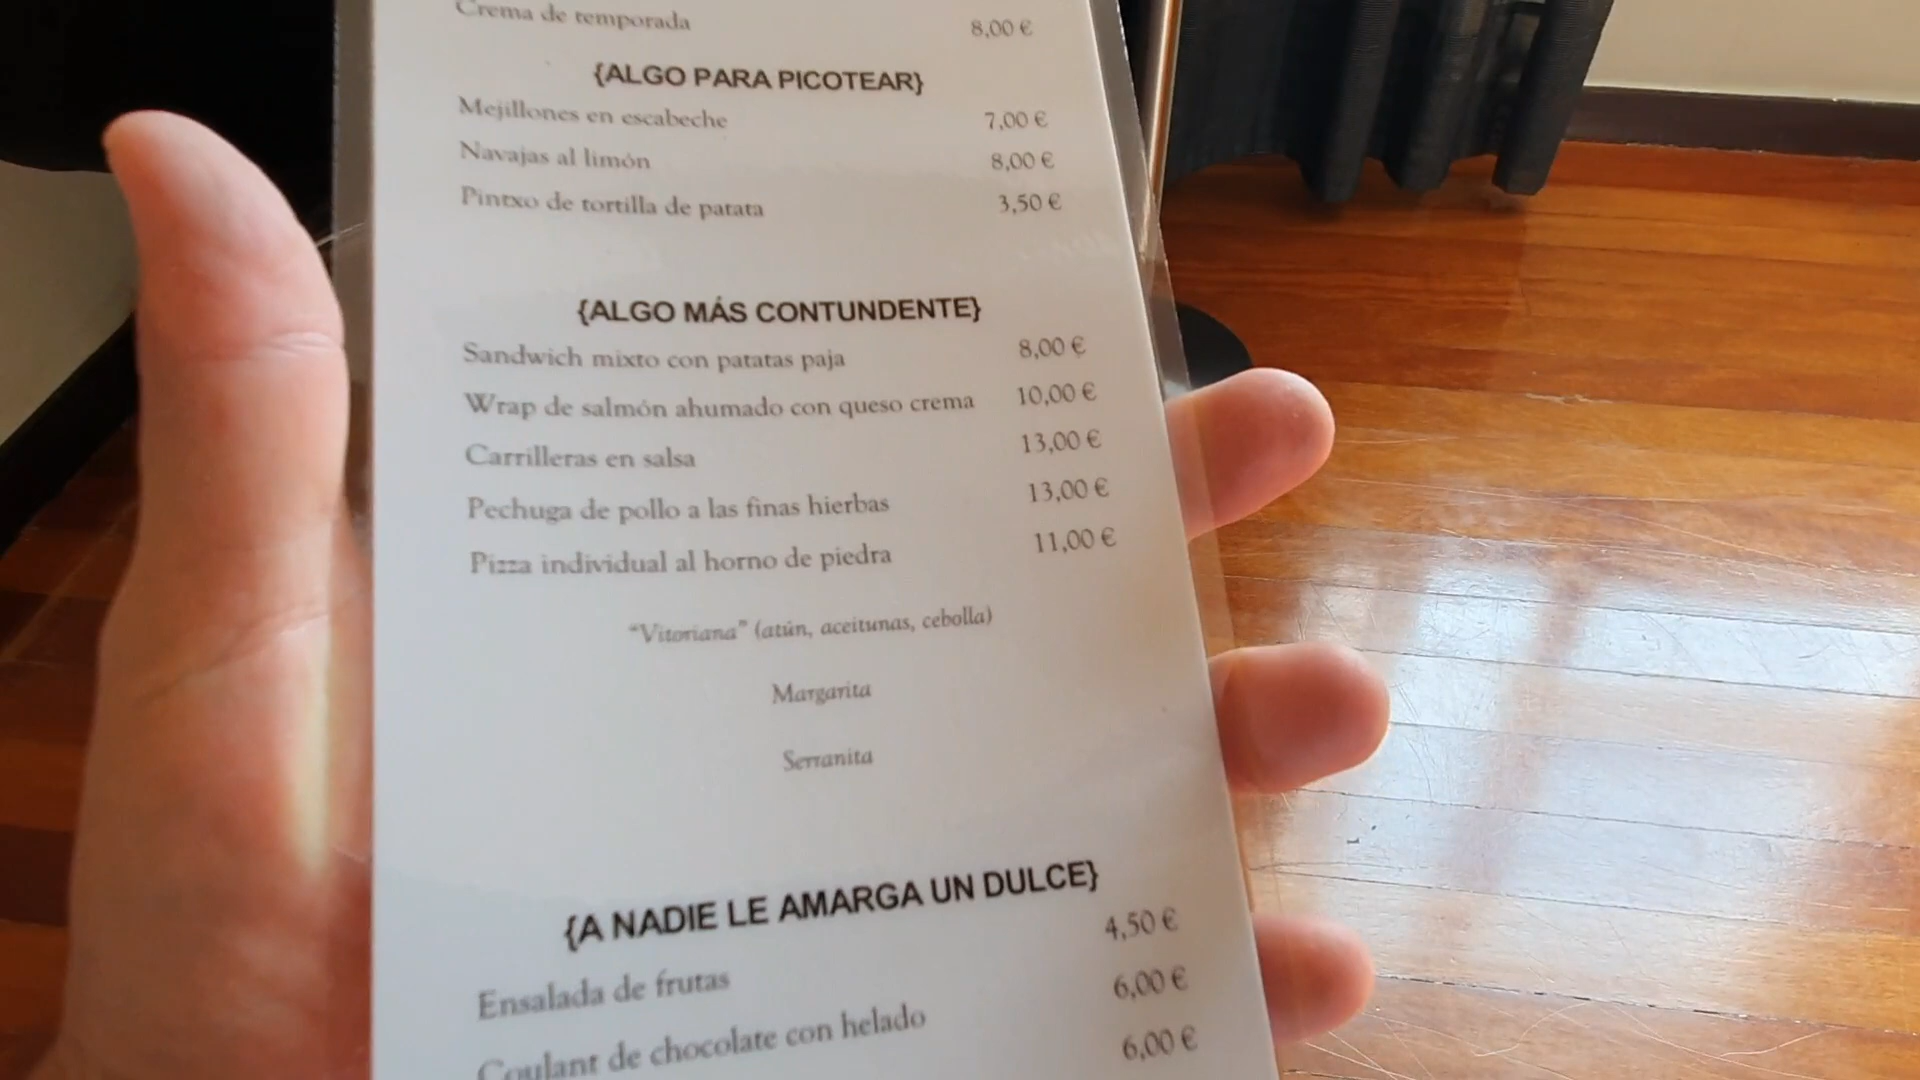 Crema de temporada 8,00 €
{ALGO PARA PICOTEAR}
Mejillones en escabeche 7,00 €
Navajas al limón 8,00 €
Pintxo de tortilla de patata 3,50 €
{ALGO MÁS CONTUNDENTE}
Sandwich mixto con patatas paja 8,00 €
Wrap de salmón ahumado con queso crema 10,00 €
Carrilleras en salsa 13,00 €
Pechuga de pollo a las finas hierbas 13,00 €
Pizza individual al horno de piedra 11,00 €
“Vitoriana” (atún, aceitunas, cebolla)
Margarita
Serranita
{A NADIE LE AMARGA UN DULCE}
Ensalada de frutas 4,50 €
Coulant de chocolate con helado 6,00 €
6,00 €